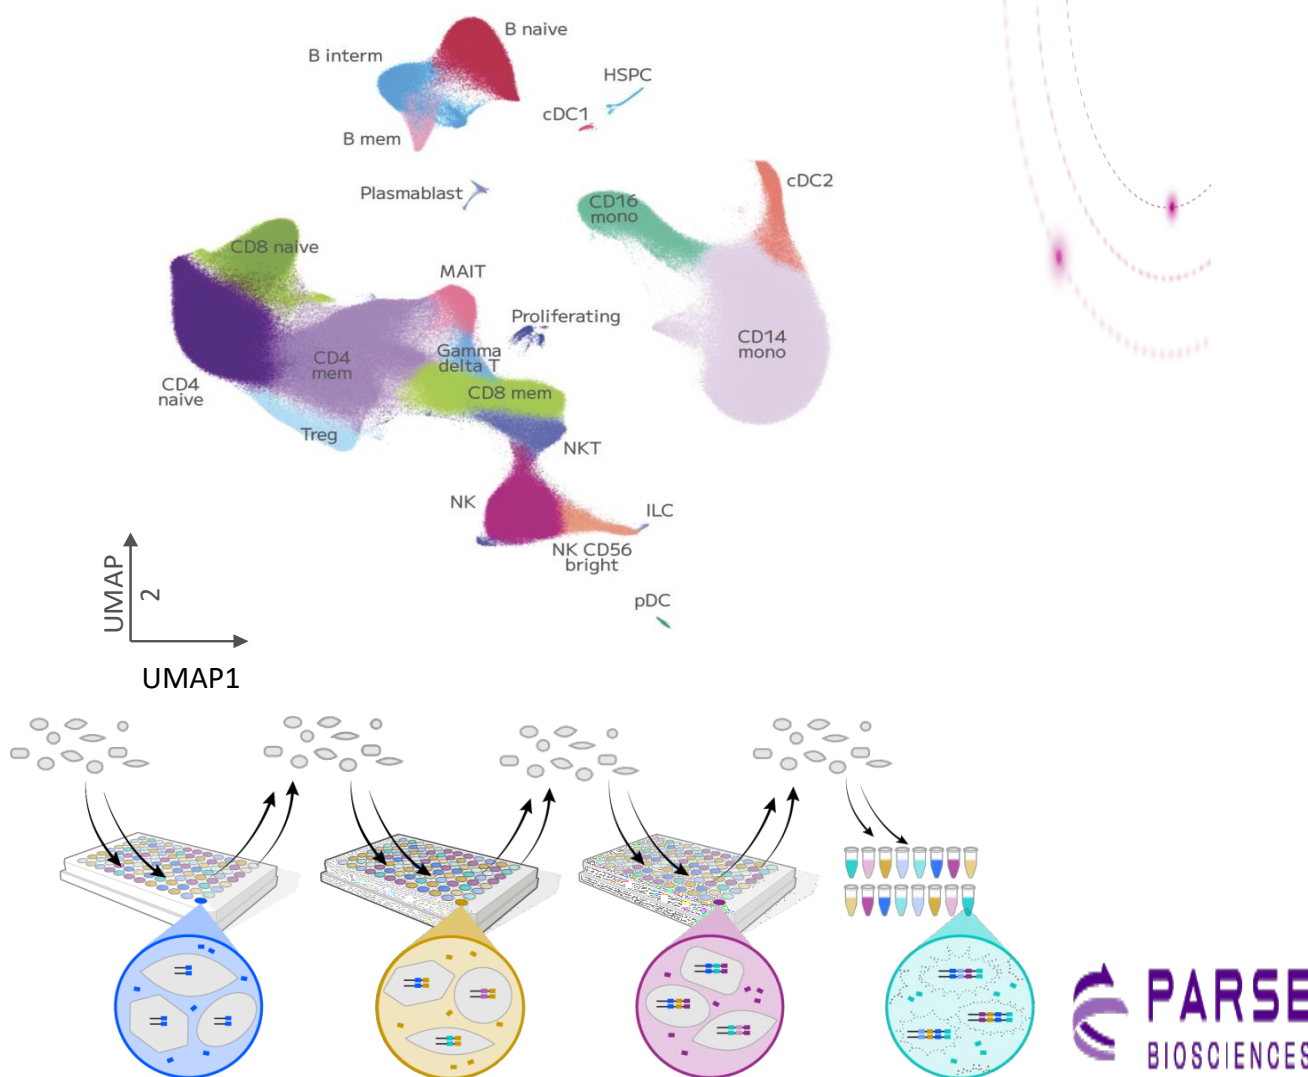 B naive
B interm
HSPC
cDC1
B mem
cDC2
Plasmablast
CD16
mono
CD8 naive
MAIT
Proliferating
CD14
mono
Gamma
delta T
CD4
mem
CD8 mem
CD4
naive
Treg
NKT
NK
ILC
NK CD56
bright
pDC
UMAP
2
UMAP1
PARSE
BIOSCIENCES